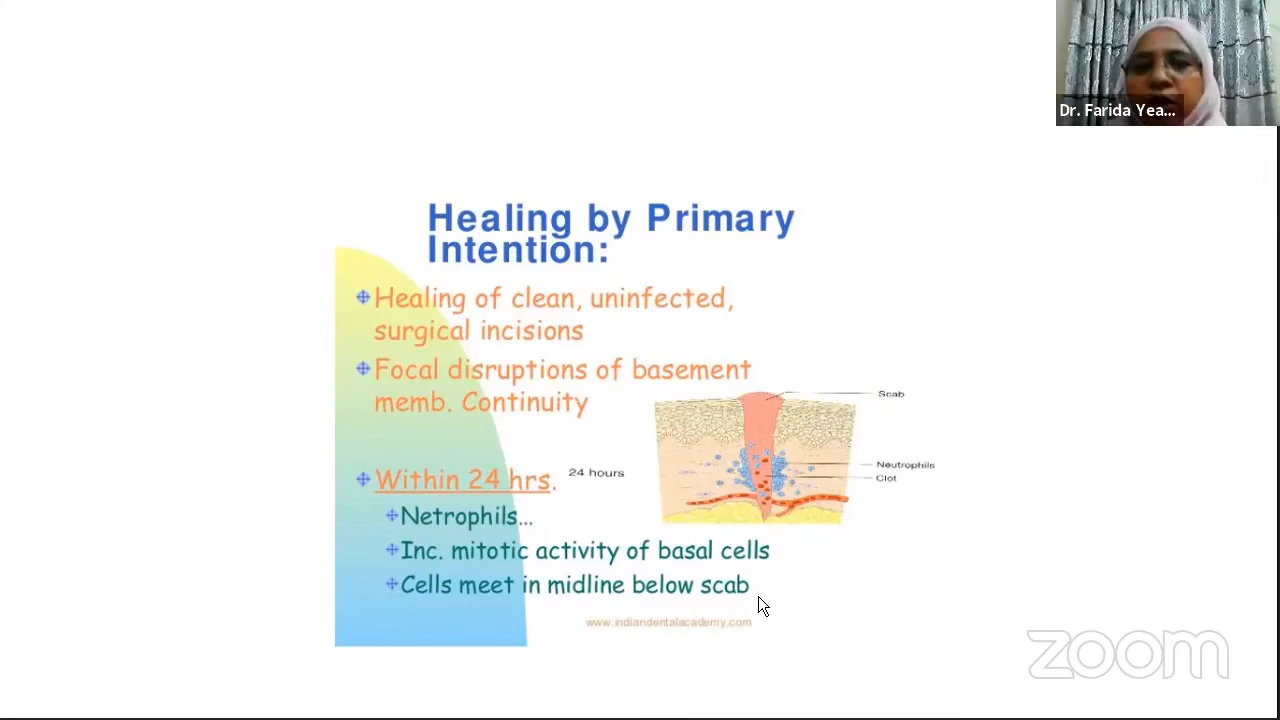 Dr. Farida Yea...
Healing by Primary
Intention:
Healing of clean, uninfected,
surgical incisions
Focal disruptions of basement
memb. Continuity
Scab
Within 24 hrs.
24 hours
Neutrophils
Clot
Netrophils...
Inc. mitotic activity of basal cells
Cells meet in midline below scab
www.indiandentalacademy.com
zoom